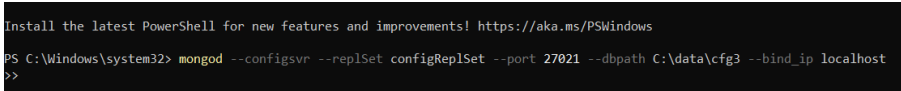 Install the latest PowerShell for new features and improvements! https://aka.ms/PSWindows
PS C:\Windows\system32> mongod --configsvr --replSet configReplSet --port 27021 --dbpath C:\data\cfg3 --bind_ip localhost
>>